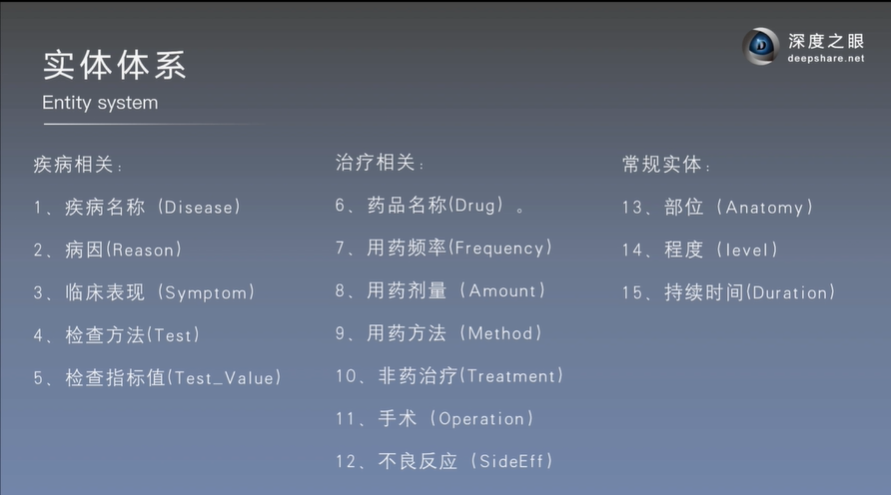 深度之眼
deepshare.net
实体体系
Entity system
疾病相关：
1、疾病名称（Disease）
2、病因(Reason)
3、临床表现（Symptom）
4、检查方法(Test)
5、检查指标值(Test_Value)
治疗相关：
6、药品名称(Drug) 。
7、用药频率(Frequency)
8、用药剂量（Amount）
9、用药方法（Method）
10、非药治疗(Treatment)
11、手术（Operation）
12、不良反应（SideEff）
常规实体：
13、部位（Anatomy）
14、程度（level）
15、持续时间(Duration)